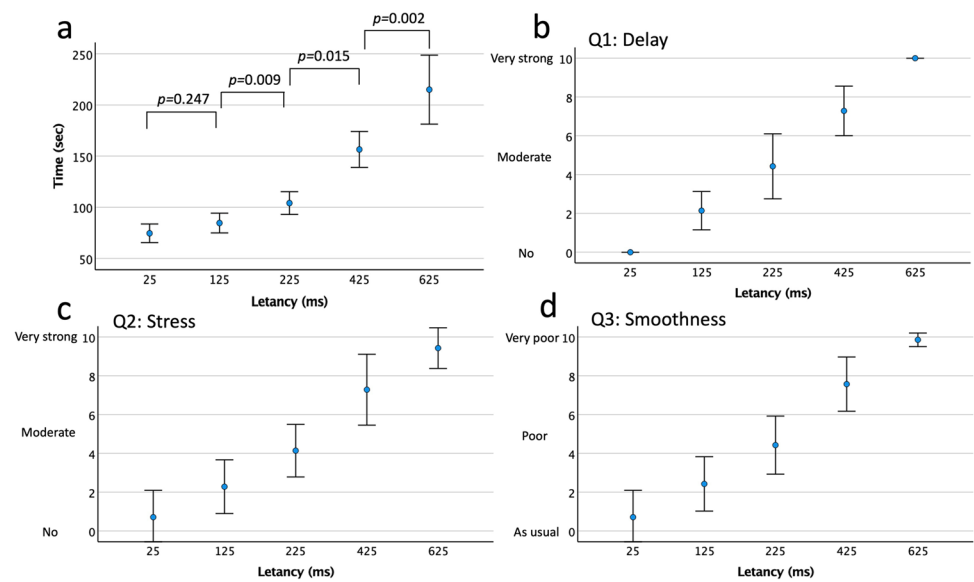 a
p=0.002
p=0.015
p=0.009
p=0.247
Time (sec)
250
200
150
100
50
25 125 225 425 625
Letancy (ms)
b
Q1: Delay
Very strong 10
8
6
Moderate
4
2
No 0
25 125 225 425 625
Letancy (ms)
c
Q2: Stress
Very strong 10
8
6
Moderate
4
2
No 0
25 125 225 425 625
Letancy (ms)
d
Q3: Smoothness
Very poor 10
8
6
Poor
4
2
As usual 0
25 125 225 425 625
Letancy (ms)